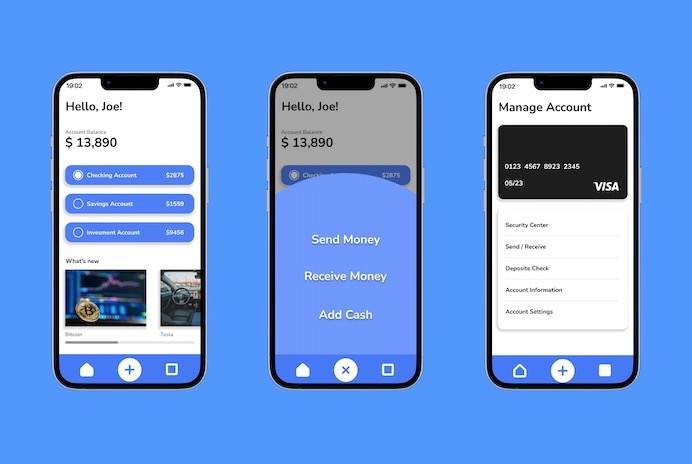 19:02
Hello, Joe!
Account Balance
$ 13,890
Checking Account $2875
Savings Account $1559
Invesment Account $9456
What's new
Bitcoin Tesla
19:02
Hello, Joe!
Account Balance
$ 13,890
Checking $2875
Send Money
Receive Money
Add Cash
19:02
Manage Account
0123 4567 8923 2345
05/23
VISA
Security Center
Send / Receive
Deposite Check
Account Information
Account Settings